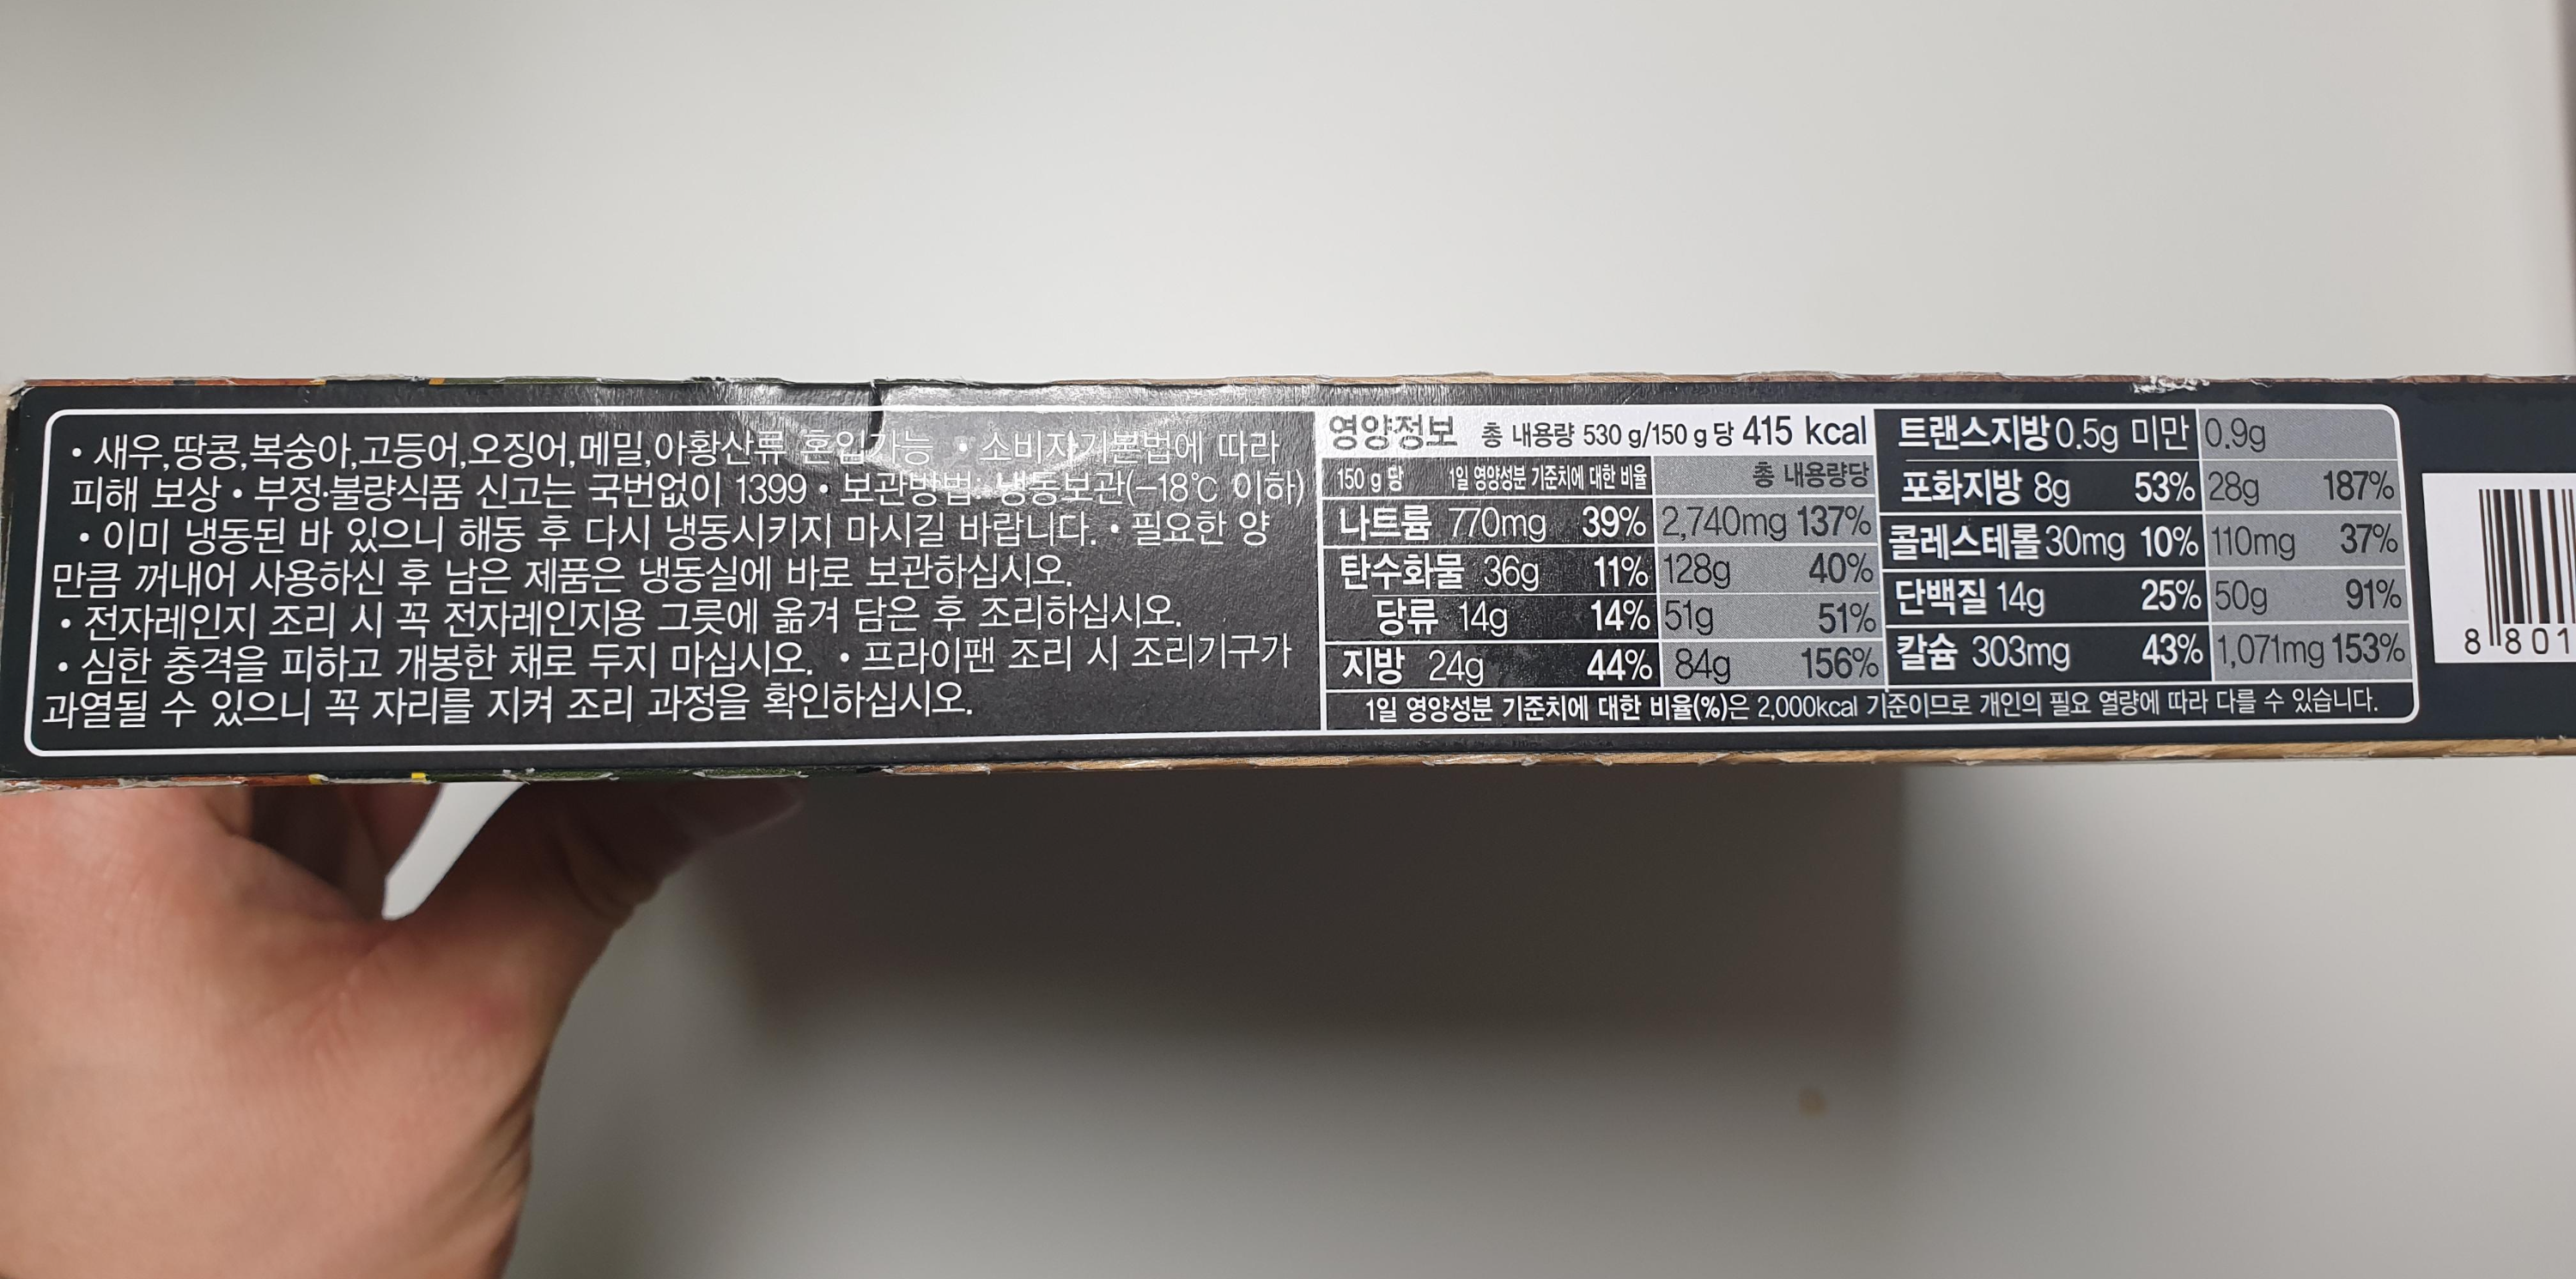 • 새우,땅콩,복숭아,고등어,오징어,메밀,아황산류 혼입가능 • 소비자기본법에 따라
피해 보상 • 부정·불량식품 신고는 국번없이 1399 • 보관방법: 냉동보관(-18℃ 이하)
• 이미 냉동된 바 있으니 해동 후 다시 냉동시키지 마시길 바랍니다. • 필요한 양
만큼 꺼내어 사용하신 후 남은 제품은 냉동실에 바로 보관하십시오.
• 전자레인지 조리 시 꼭 전자레인지용 그릇에 옮겨 담은 후 조리하십시오.
• 심한 충격을 피하고 개봉한 채로 두지 마십시오. • 프라이팬 조리 시 조리기구가
과열될 수 있으니 꼭 자리를 지켜 조리 과정을 확인하십시오.
영양정보 총 내용량 530 g/150 g 당 415 kcal
150 g 당 1일 영양성분 기준치에 대한 비율 총 내용량당
나트륨 770mg 39% 2,740mg 137%
탄수화물 36g 11% 128g 40%
당류 14g 14% 51g 51%
지방 24g 44% 84g 156%
트랜스지방 0.5g 미만 0.9g
포화지방 8g 53% 28g 187%
콜레스테롤 30mg 10% 110mg 37%
단백질 14g 25% 50g 91%
칼슘 303mg 43% 1,071mg 153%
1일 영양성분 기준치에 대한 비율(%)은 2,000kcal 기준이므로 개인의 필요 열량에 따라 다를 수 있습니다.
8 801